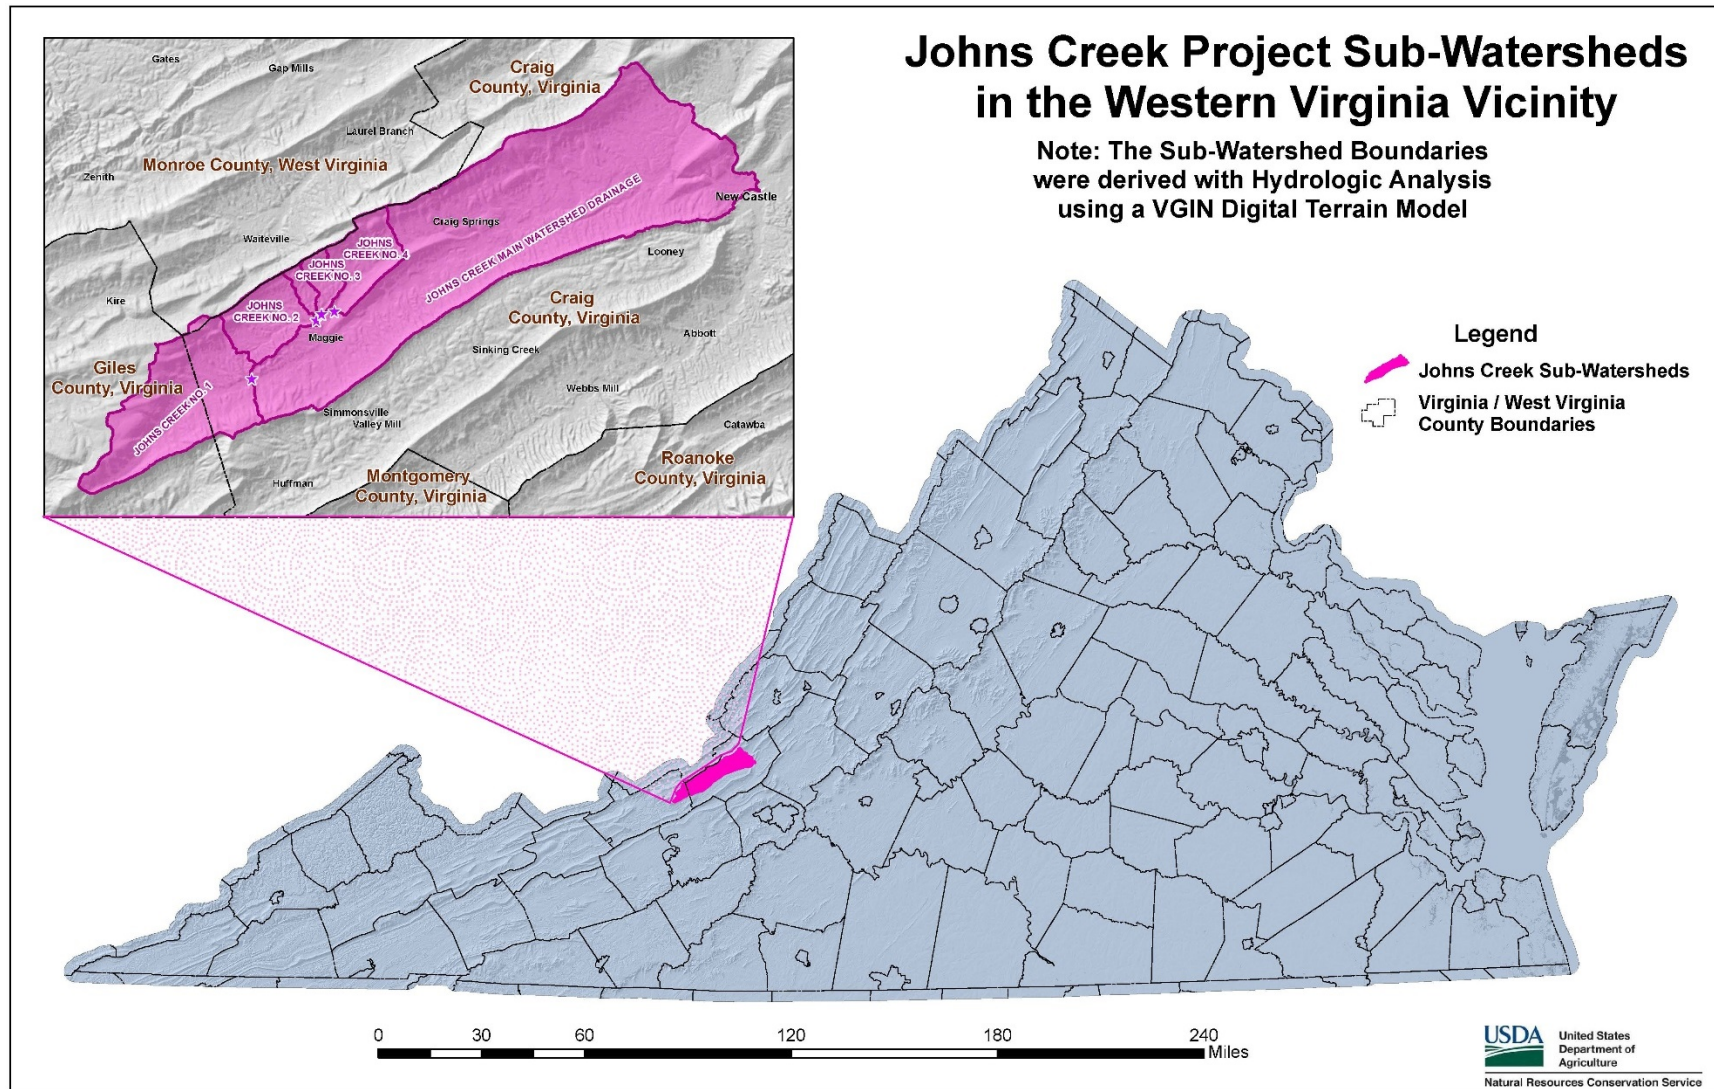 Johns Creek Project Sub-Watersheds
in the Western Virginia Vicinity
Note: The Sub-Watershed Boundaries
were derived with Hydrologic Analysis
using a VGIN Digital Terrain Model
Gates
Gap Mills
Craig
County, Virginia
Laurel Branch
Monroe County, West Virginia
Zenith
New Castle
Craig Springs
Waiteville
JOHNS
CREEK NO. 4
Looney
JOHNS
CREEK NO. 3
JOHNS CREEK MAIN WATERSHED DRAINAGE
Kire
JOHNS
CREEK NO. 2
Craig
County, Virginia
Maggie
Abbott
Sinking Creek
Giles
County, Virginia
Webbs Mill
JOHNS CREEK NO. 1
Simmonsville
Valley Mill
Catawba
Roanoke
County, Virginia
Montgomery
County, Virginia
Huffman
Legend
Johns Creek Sub-Watersheds
Virginia / West Virginia
County Boundaries
0 30 60 120 180 240
Miles
USDA
United States
Department of
Agriculture
Natural Resources Conservation Service